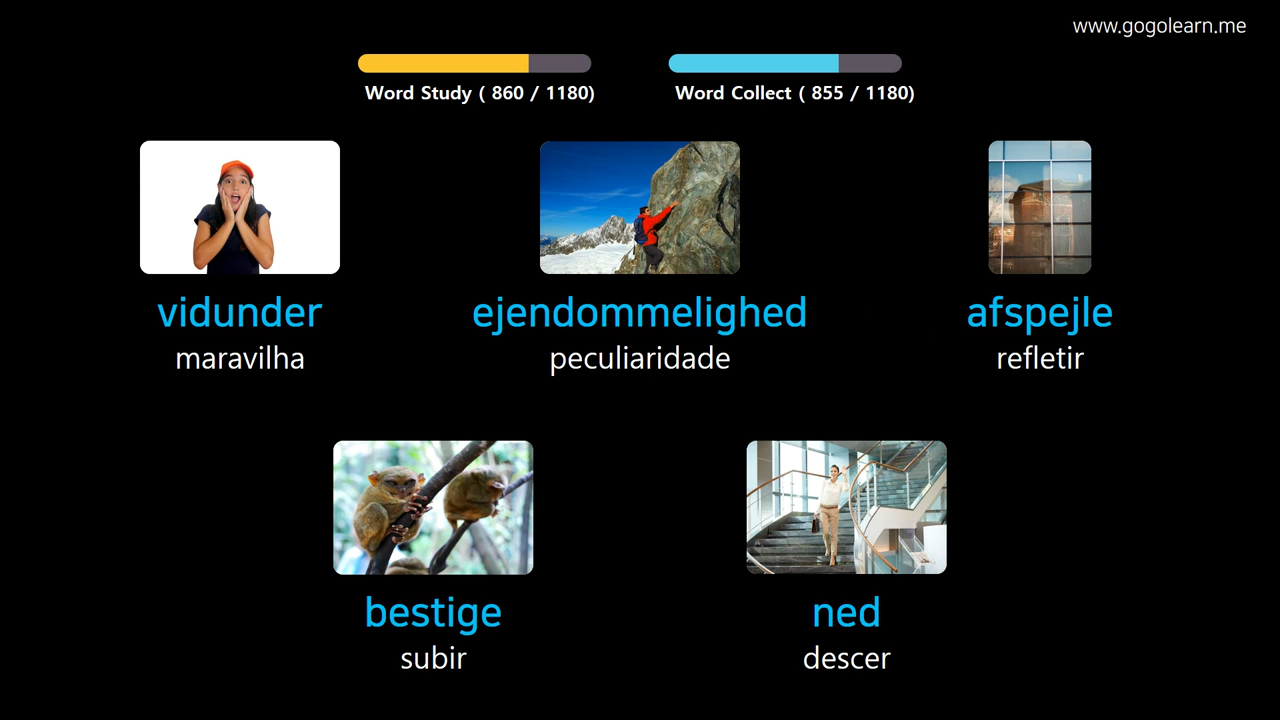 www.gogolearn.me
Word Study ( 860 / 1180)
Word Collect ( 855 / 1180)
vidunder
maravilha
ejendommelighed
peculiaridade
afspejle
refletir
bestige
subir
ned
descer